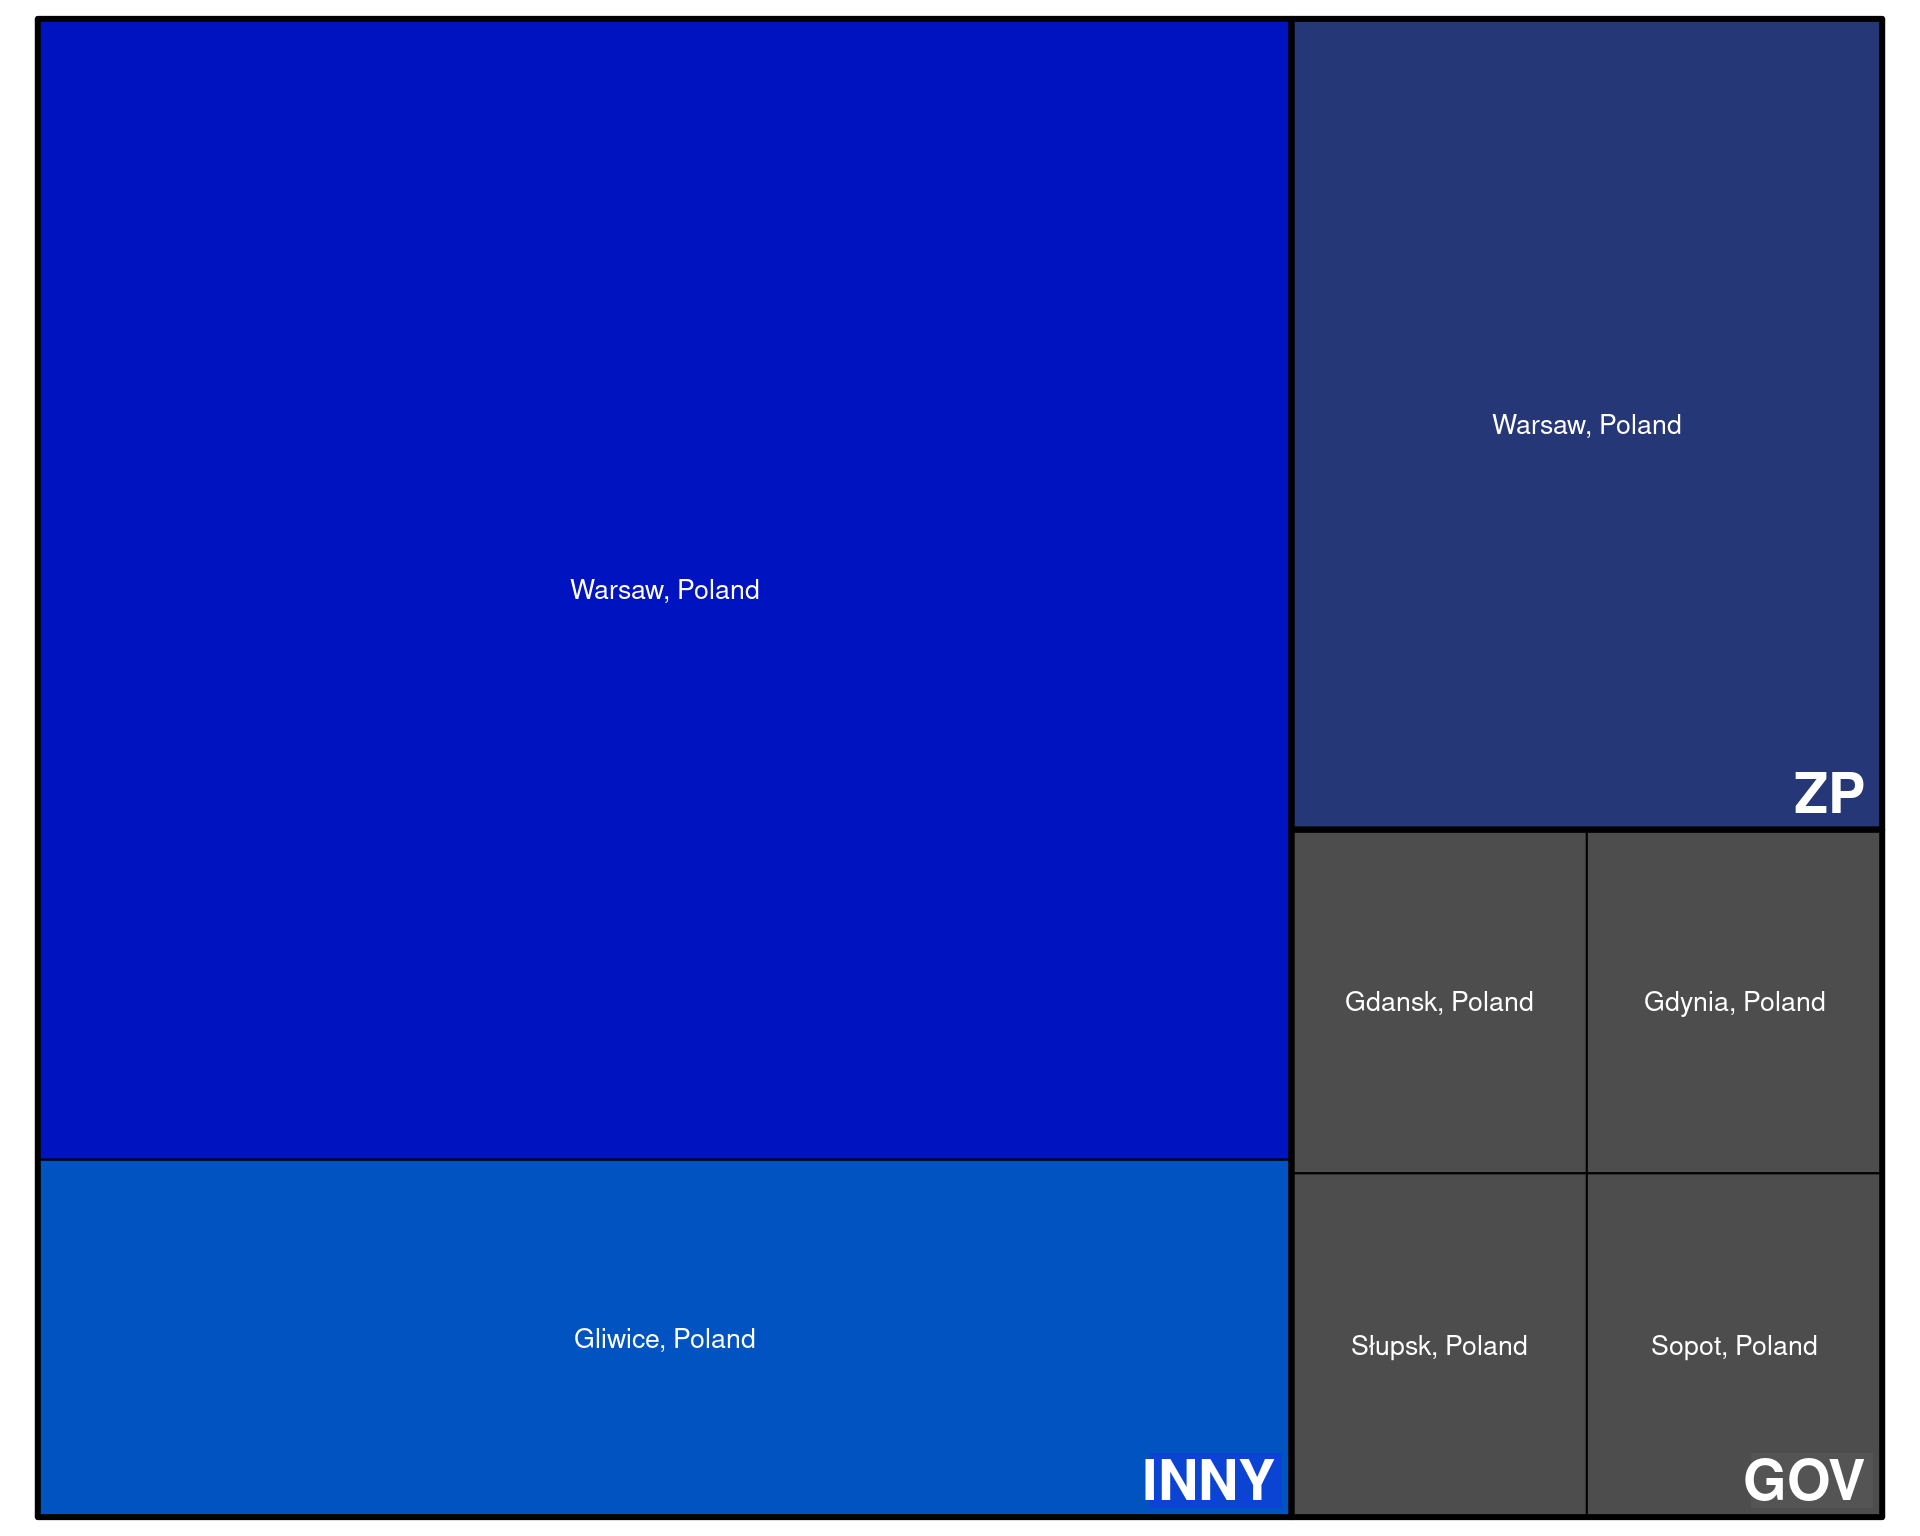 Warsaw, Poland
Gliwice, Poland
INNY
Warsaw, Poland
ZP
Gdansk, Poland
Gdynia, Poland
Słupsk, Poland
Sopot, Poland
GOV